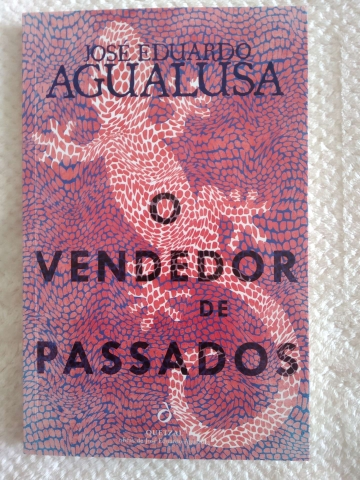 JOSÉ EDUARDO
AGUALUSA
O
VENDEDOR
DE
PASSADOS
QUETZAL